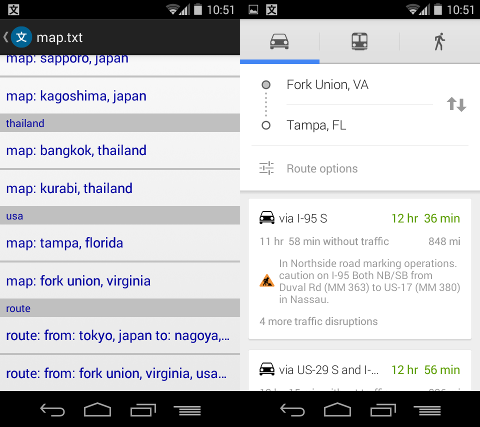 10:51
map.txt
map: sapporo, japan
map: kagoshima, japan
thailand
map: bangkok, thailand
map: kurabi, thailand
usa
map: tampa, florida
map: fork union, virginia
route
route: from: tokyo, japan to: nagoya,...
route: from: fork union, virginia, usa...
10:51
Fork Union, VA
Tampa, FL
Route options
via I-95 S 12 hr 36 min
11 hr 58 min without traffic 848 mi
In Northside road marking operations.
caution on I-95 Both NB/SB from
Duval Rd (MM 363) to US-17 (MM 380)
in Nassau.
4 more traffic disruptions
via US-29 S and I-... 12 hr 56 min